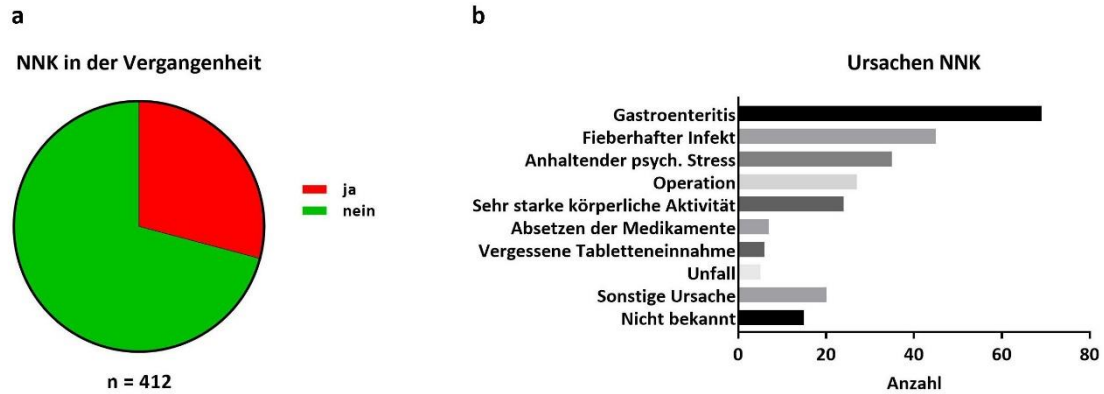 a
NNK in der Vergangenheit
ja
nein
n = 412
b
Ursachen NNK
Gastroenteritis
Fieberhafter Infekt
Anhaltender psych. Stress
Operation
Sehr starke körperliche Aktivität
Absetzen der Medikamente
Vergessene Tabletteneinnahme
Unfall
Sonstige Ursache
Nicht bekannt
0 20 40 60 80
Anzahl